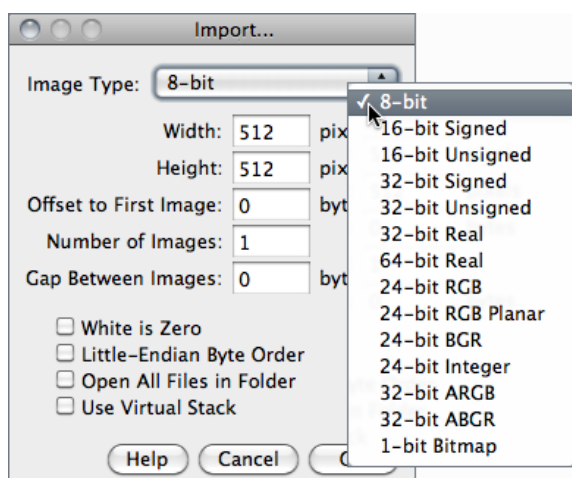 Import...
Image Type: 8-bit
Width: 512 pix
Height: 512 pix
Offset to First Image: 0 byt
Number of Images: 1
Gap Between Images: 0 byt
White is Zero
Little-Endian Byte Order
Open All Files in Folder
Use Virtual Stack
Help Cancel
✓ 8-bit
16-bit Signed
16-bit Unsigned
32-bit Signed
32-bit Unsigned
32-bit Real
64-bit Real
24-bit RGB
24-bit RGB Planar
24-bit BGR
24-bit Integer
32-bit ARGB
32-bit ABGR
1-bit Bitmap